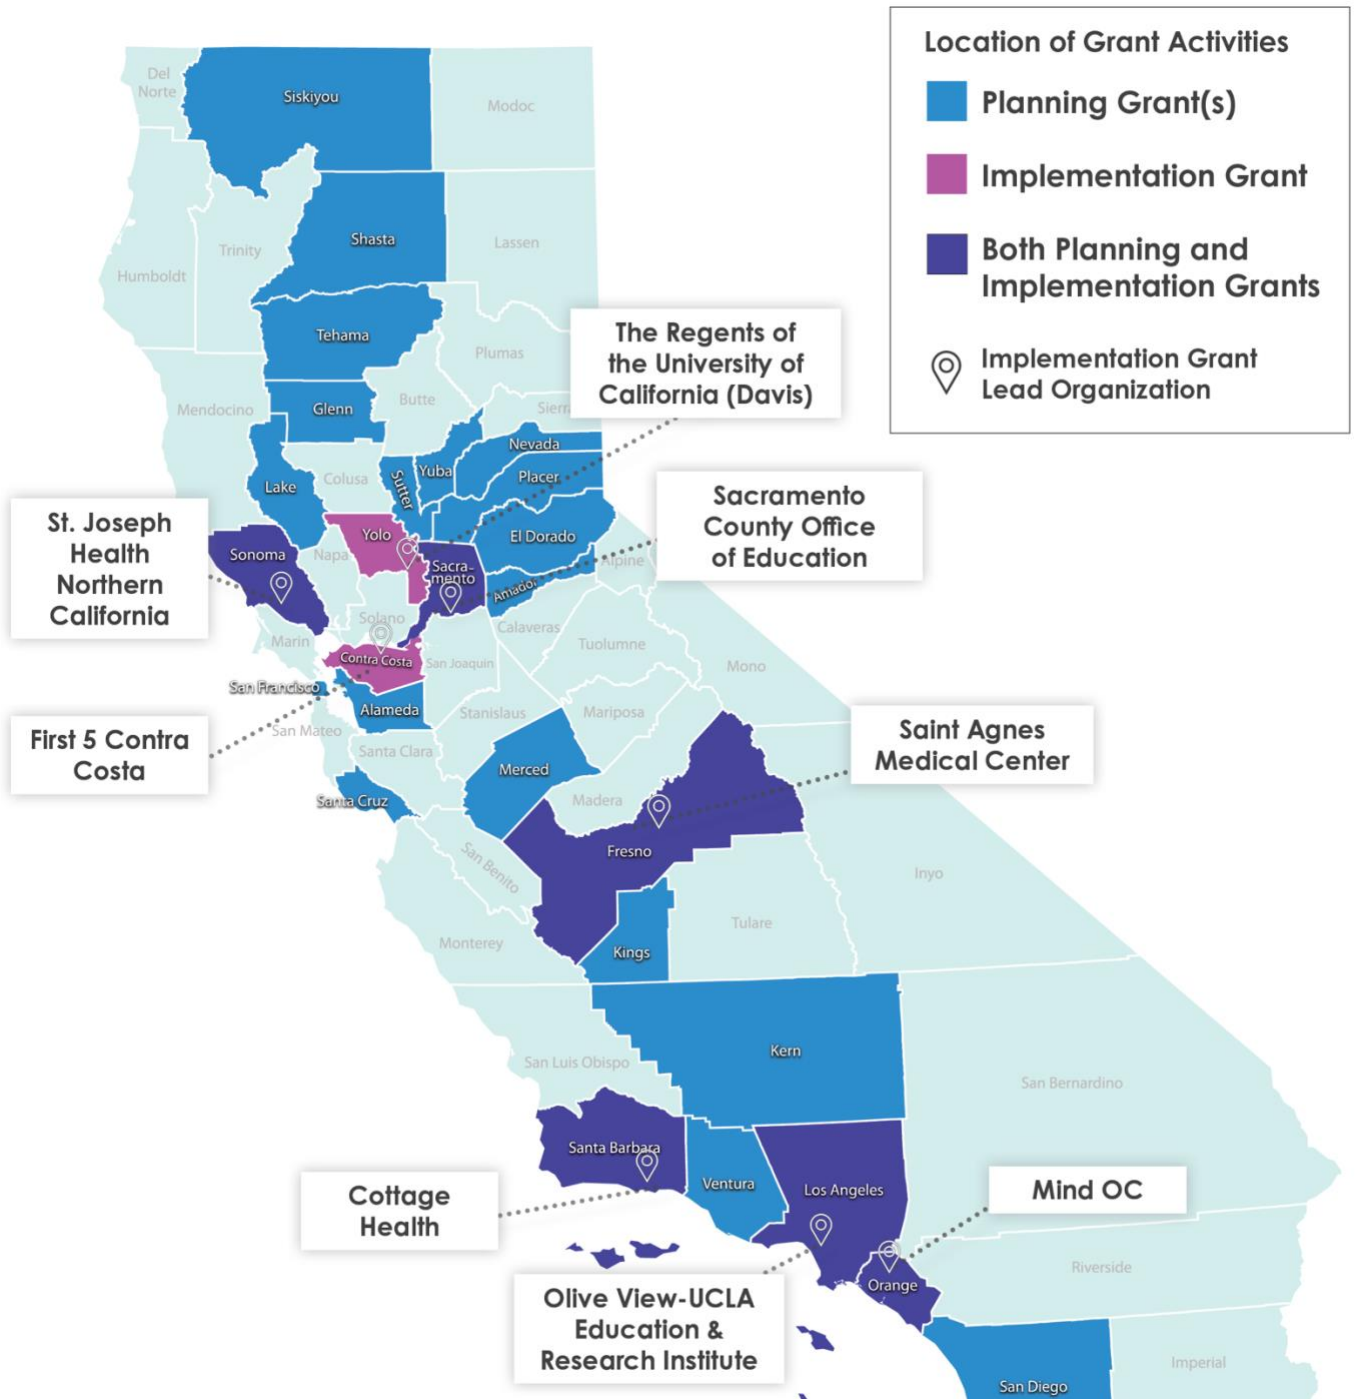 Location of Grant Activities
Planning Grant(s)
Implementation Grant
Both Planning and
Implementation Grants
Implementation Grant
Lead Organization
Del
Norte
Siskiyou
Modoc
Shasta
Lassen
Trinity
Humboldt
Tehama
Plumas
The Regents of
the University of
California (Davis)
Mendocino
Glenn
Butte
Sierra
Nevada
Yuba
Placer
Sutter
Colusa
Lake
Sacramento
County Office
of Education
St. Joseph
Health
Northern
California
Yolo
El Dorado
Sonoma
Napa
Sacra-
mento
Alpine
Amador
Solano
Calaveras
Marin
Tuolumne
Contra Costa
San Joaquin
Mono
San Francisco
Alameda
Stanislaus
Mariposa
San Mateo
Santa Clara
First 5 Contra
Costa
Saint Agnes
Medical Center
Merced
Santa Cruz
Madera
Fresno
San Benito
Inyo
Tulare
Monterey
Kings
Kern
San Luis Obispo
San Bernardino
Santa Barbara
Ventura
Los Angeles
Cottage
Health
Mind OC
Riverside
Orange
Olive View-UCLA
Education &
Research Institute
Imperial
San Diego